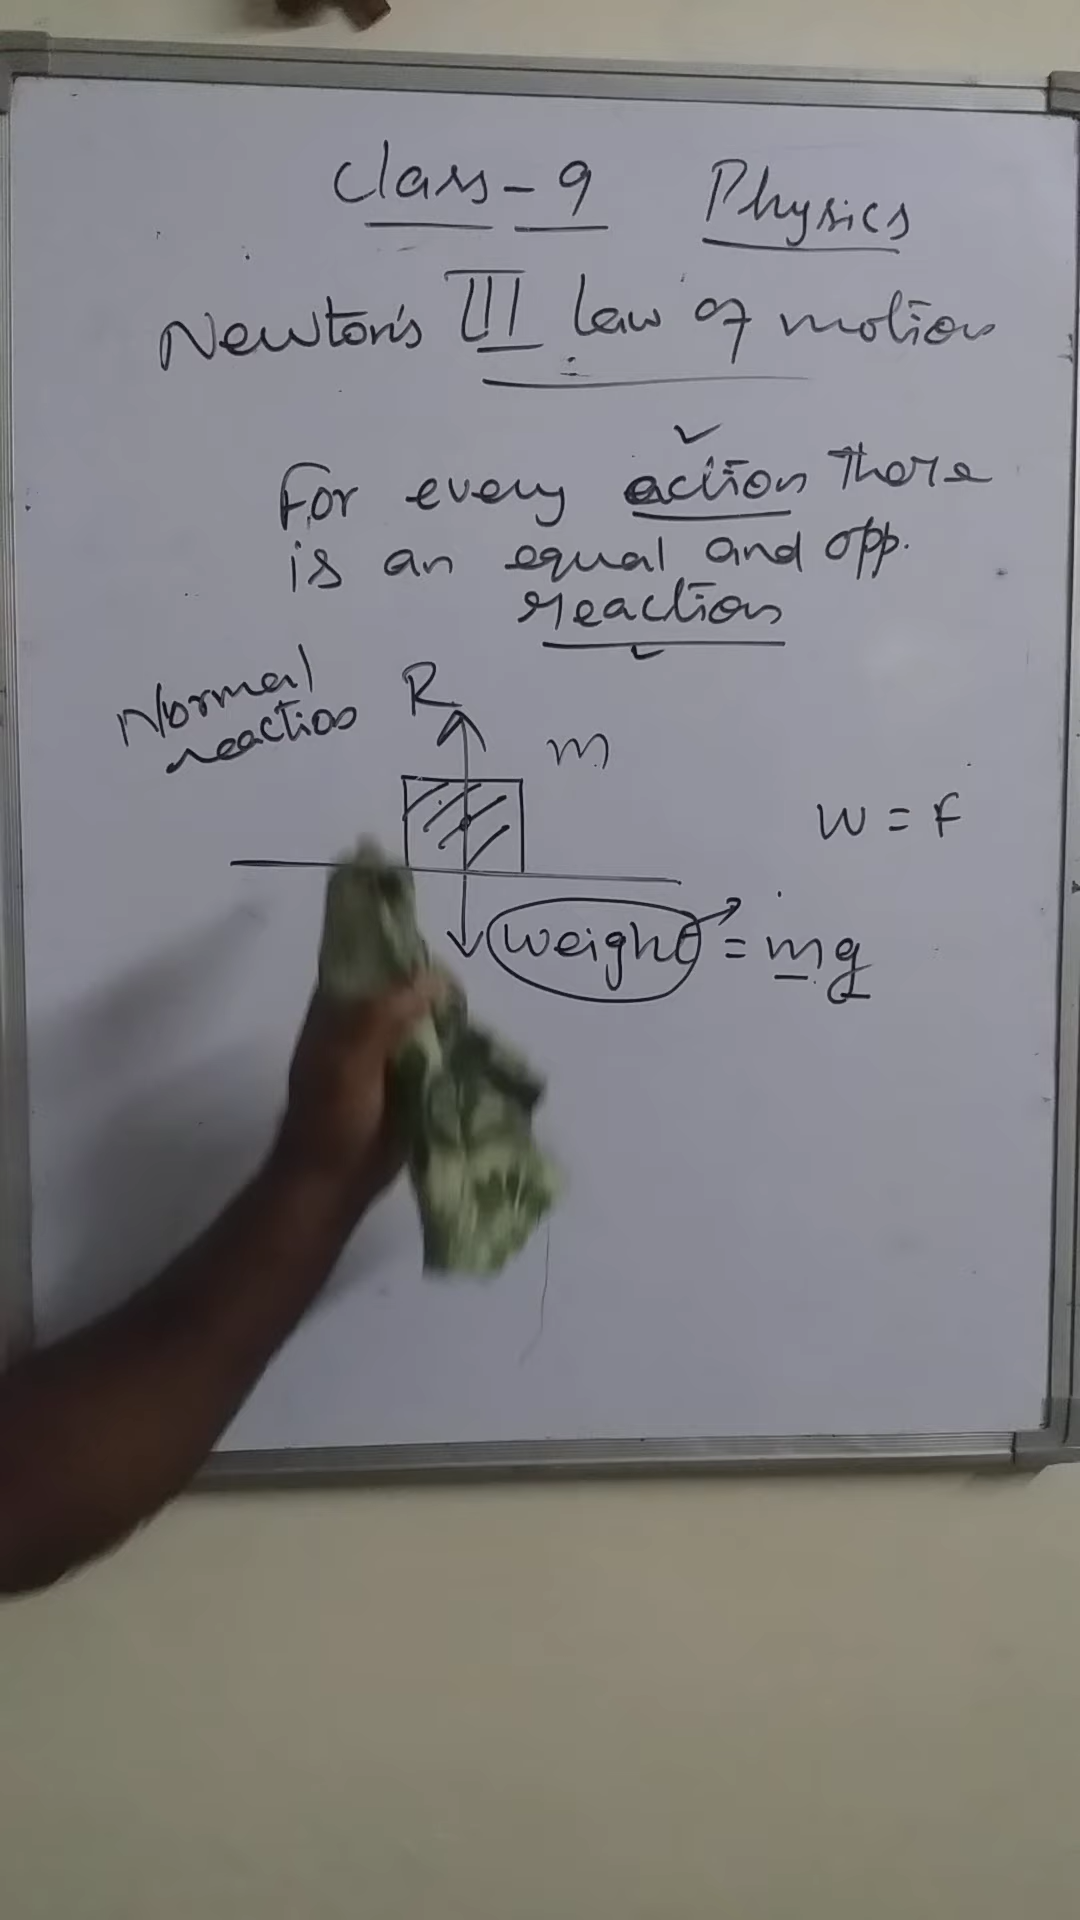 Class - 9 Physics
Newton's III law of motion
For every action there
is an equal and opp.
reaction
Normal
reaction
R
m
W = F
weight = mg